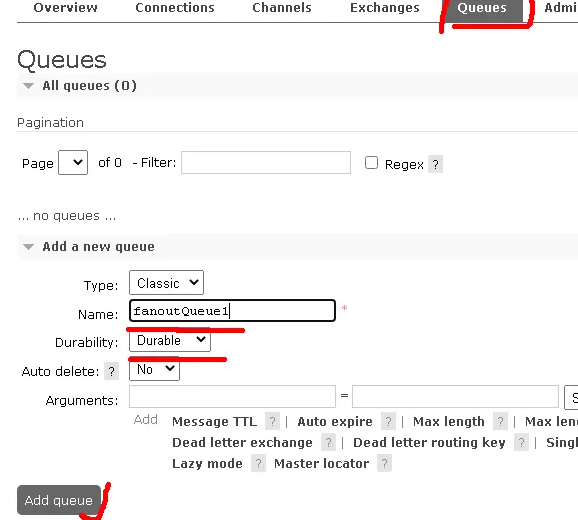 Overview Connections Channels Exchanges Queues Admi
Queues
All queues (0)
Pagination
Page of 0 - Filter: Regex ?
... no queues ...
Add a new queue
Type: Classic
Name: fanoutQueue1 *
Durability: Durable
Auto delete: ? No
Arguments: = S
Add Message TTL ? | Auto expire ? | Max length ? | Max len
Dead letter exchange ? | Dead letter routing key ? | Singl
Lazy mode ? Master locator ?
Add queue